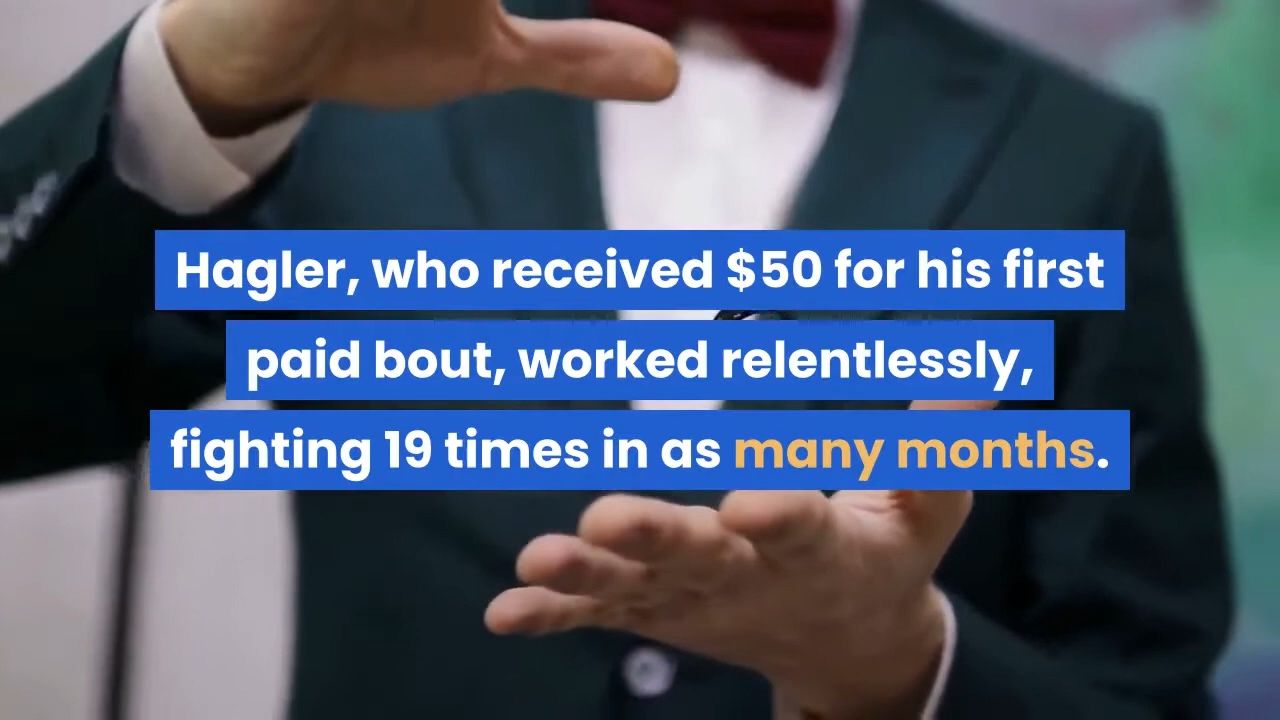 Hagler, who received $50 for his first
paid bout, worked relentlessly,
fighting 19 times in as many months.